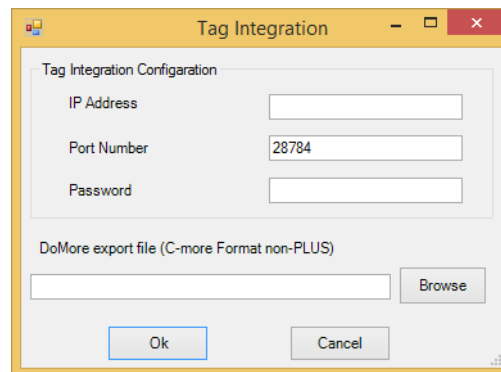 Tag Integration
Tag Integration Configaration
IP Address
Port Number 28784
Password
DoMore export file (C-more Format non-PLUS)
Browse
Ok Cancel